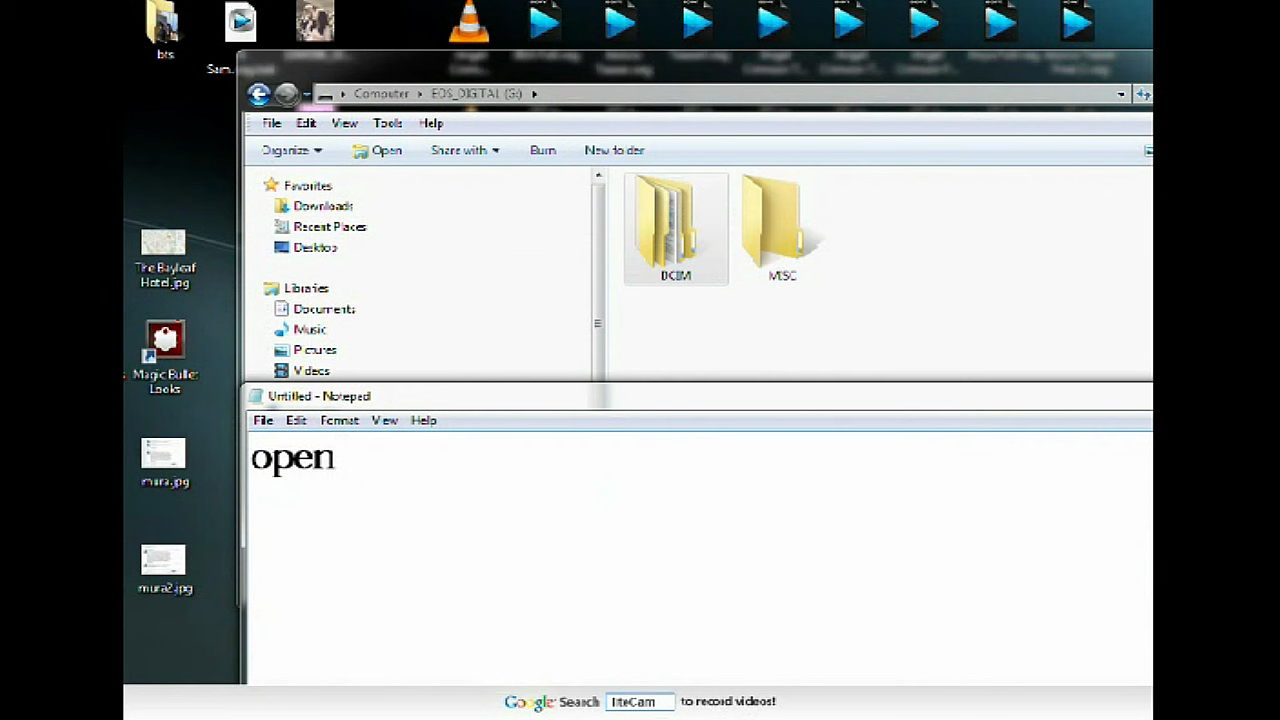 bts
Sam...
Computer
EOS_DIGITAL (G:)
File Edit View Tools Help
Organize Open Share with Burn New folder
Favorites
Downloads
Recent Places
Desktop
Libraries
Documents
Music
Pictures
Videos
DCIM
MISC
The Bayleaf
Hotel.jpg
Magic Bullet
Looks
mura.jpg
mura2.jpg
Untitled - Notepad
File Edit Format View Help
open
Google Search liteCam to record videos!